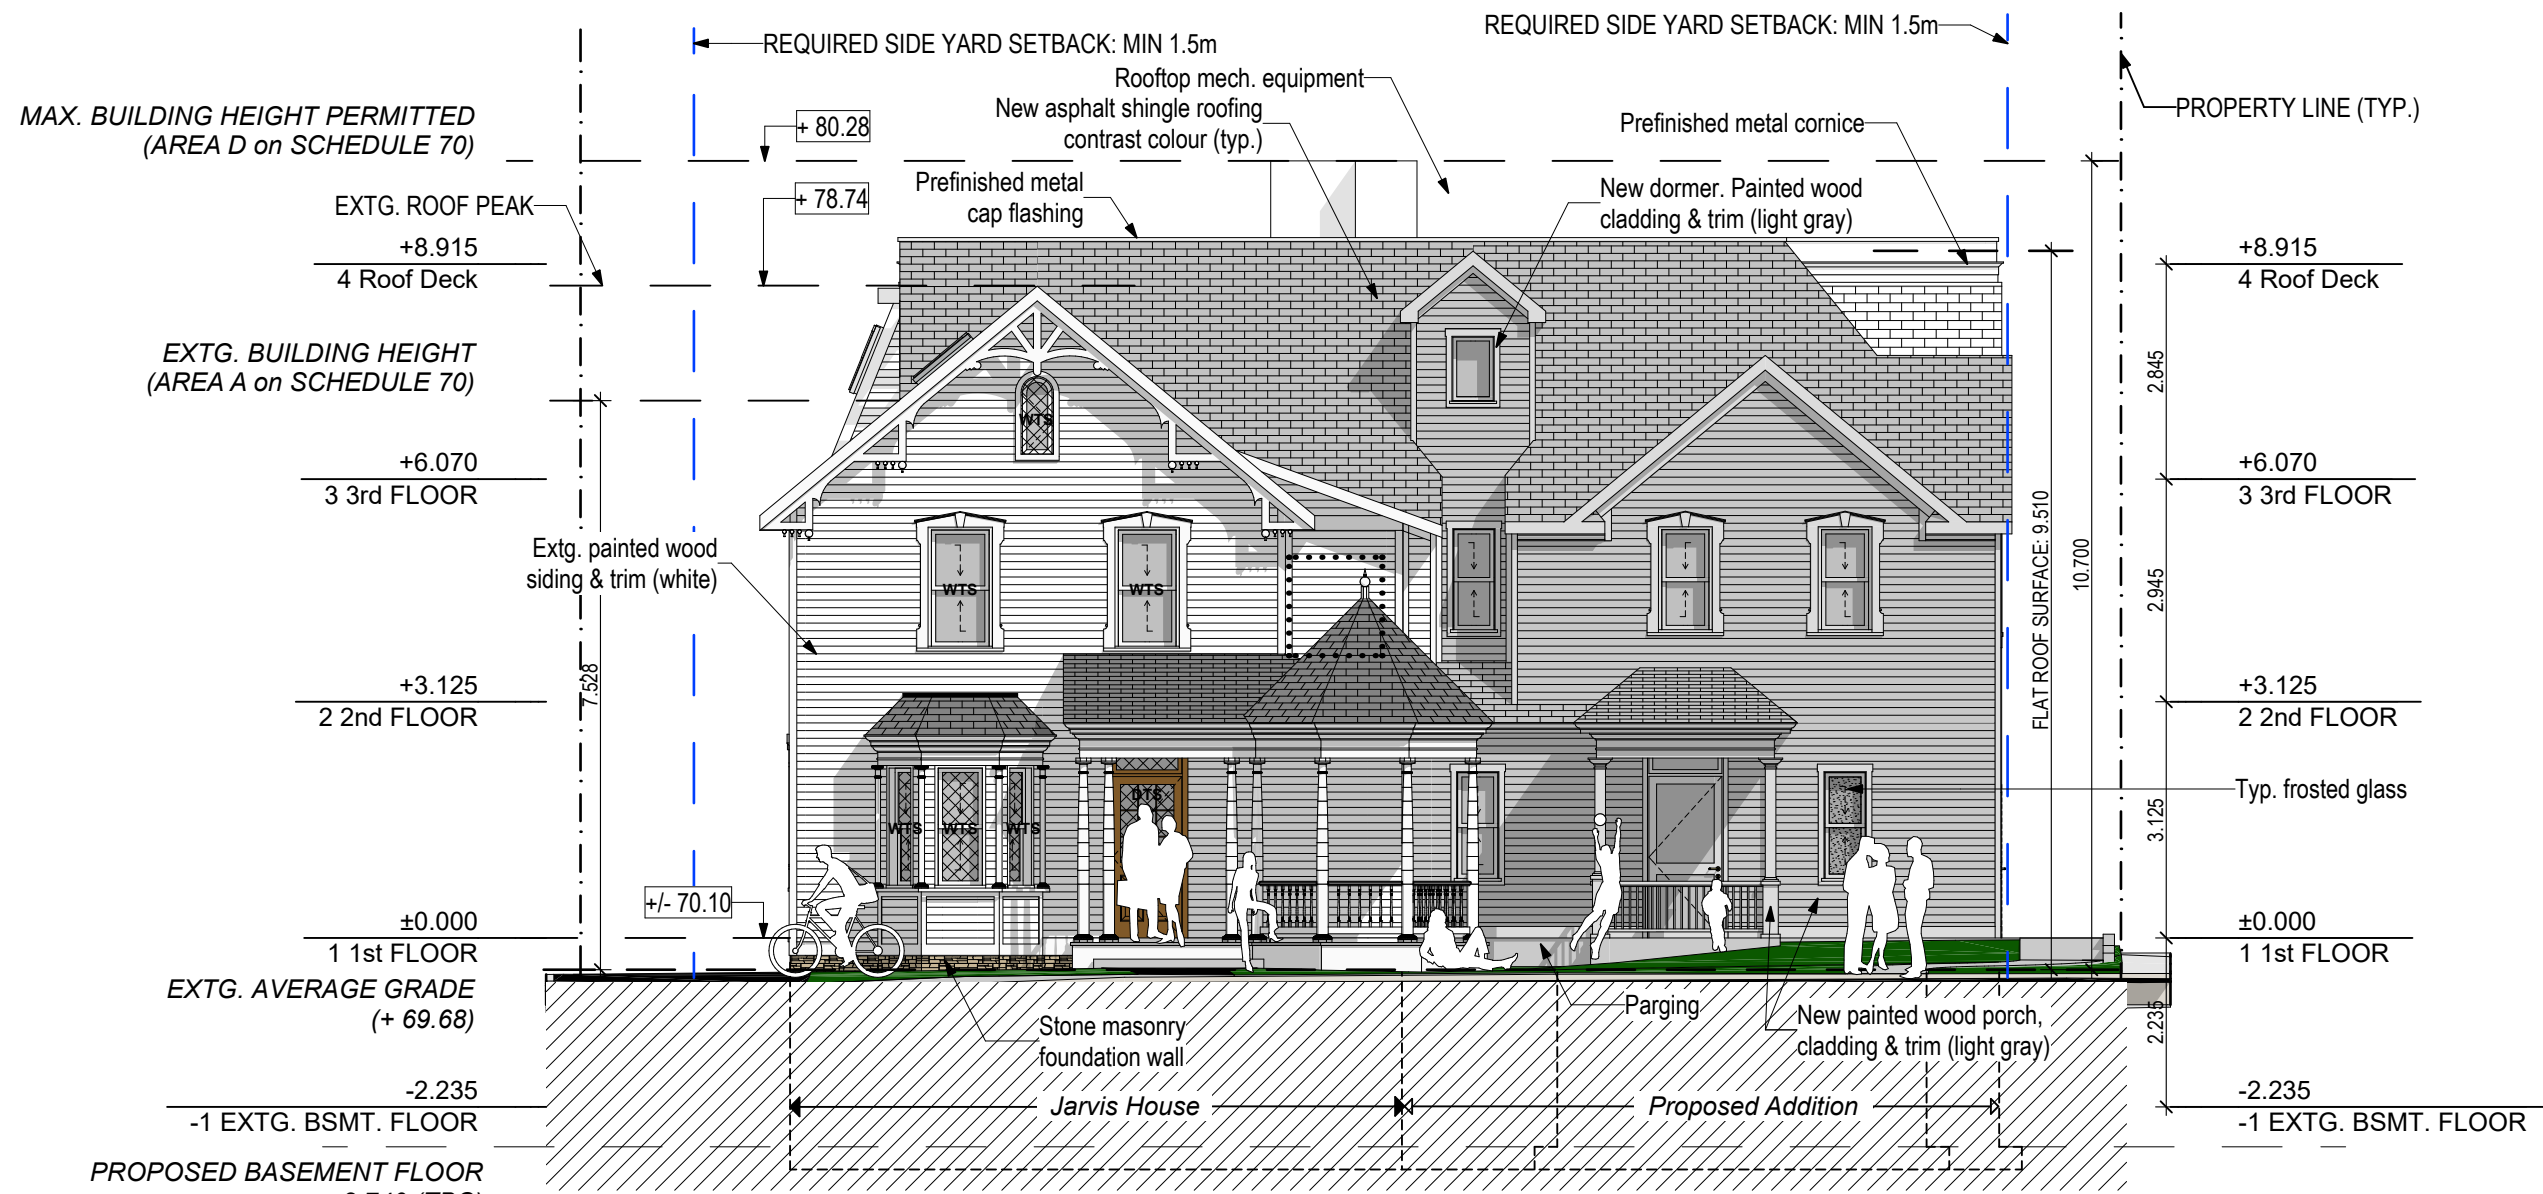 REQUIRED SIDE YARD SETBACK: MIN 1.5m
REQUIRED SIDE YARD SETBACK: MIN 1.5m
Rooftop mech. equipment
New asphalt shingle roofing
contrast colour (typ.)
Prefinished metal cornice
PROPERTY LINE (TYP.)
MAX. BUILDING HEIGHT PERMITTED
(AREA D on SCHEDULE 70)
+ 80.28
Prefinished metal
cap flashing
New dormer. Painted wood
cladding & trim (light gray)
EXTG. ROOF PEAK
+ 78.74
+8.915
4 Roof Deck
+8.915
4 Roof Deck
EXTG. BUILDING HEIGHT
(AREA A on SCHEDULE 70)
2.845
WTS
+6.070
3 3rd FLOOR
+6.070
3 3rd FLOOR
Extg. painted wood
siding & trim (white)
WTS
WTS
FLAT ROOF SURFACE: 9.510
10.700
2.945
7.528
+3.125
2 2nd FLOOR
+3.125
2 2nd FLOOR
Typ. frosted glass
DTS
WTS
WTS
WTS
3.125
+/- 70.10
±0.000
1 1st FLOOR
±0.000
1 1st FLOOR
EXTG. AVERAGE GRADE
(+ 69.68)
Stone masonry
foundation wall
Parging
New painted wood porch,
cladding & trim (light gray)
2.235
-2.235
-1 EXTG. BSMT. FLOOR
Jarvis House
Proposed Addition
-2.235
-1 EXTG. BSMT. FLOOR
PROPOSED BASEMENT FLOOR